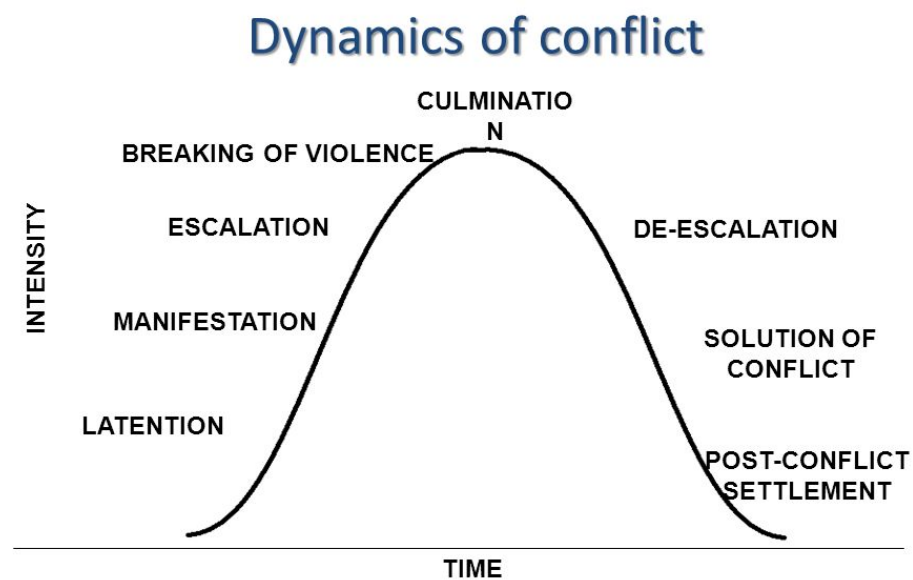 Dynamics of conflict
CULMINATIO
N
BREAKING OF VIOLENCE
ESCALATION
DE-ESCALATION
INTENSITY
MANIFESTATION
SOLUTION OF
CONFLICT
LATENTION
POST-CONFLICT
SETTLEMENT
TIME